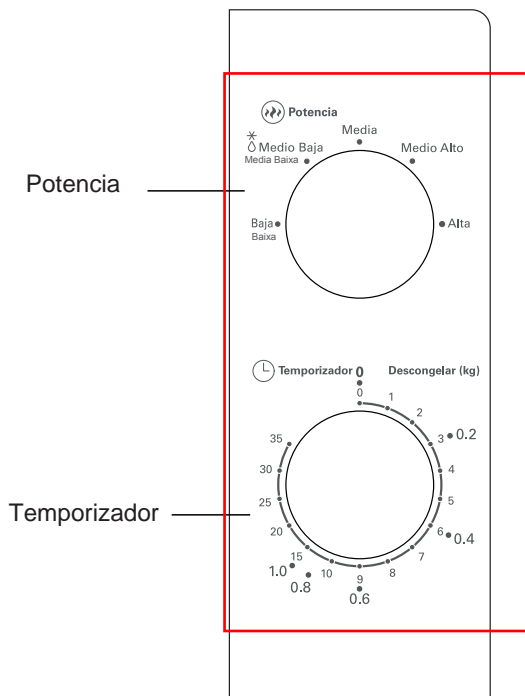 Potencia
Media
Medio Baja
Media Baixa
Medio Alto
Potencia
Baja
Baixa
Alta
Temporizador
0
Descongelar (kg)
0
1
2
3
0.2
4
5
6
0.4
7
8
9
0.6
10
0.8
15
1.0
20
25
30
35
Temporizador